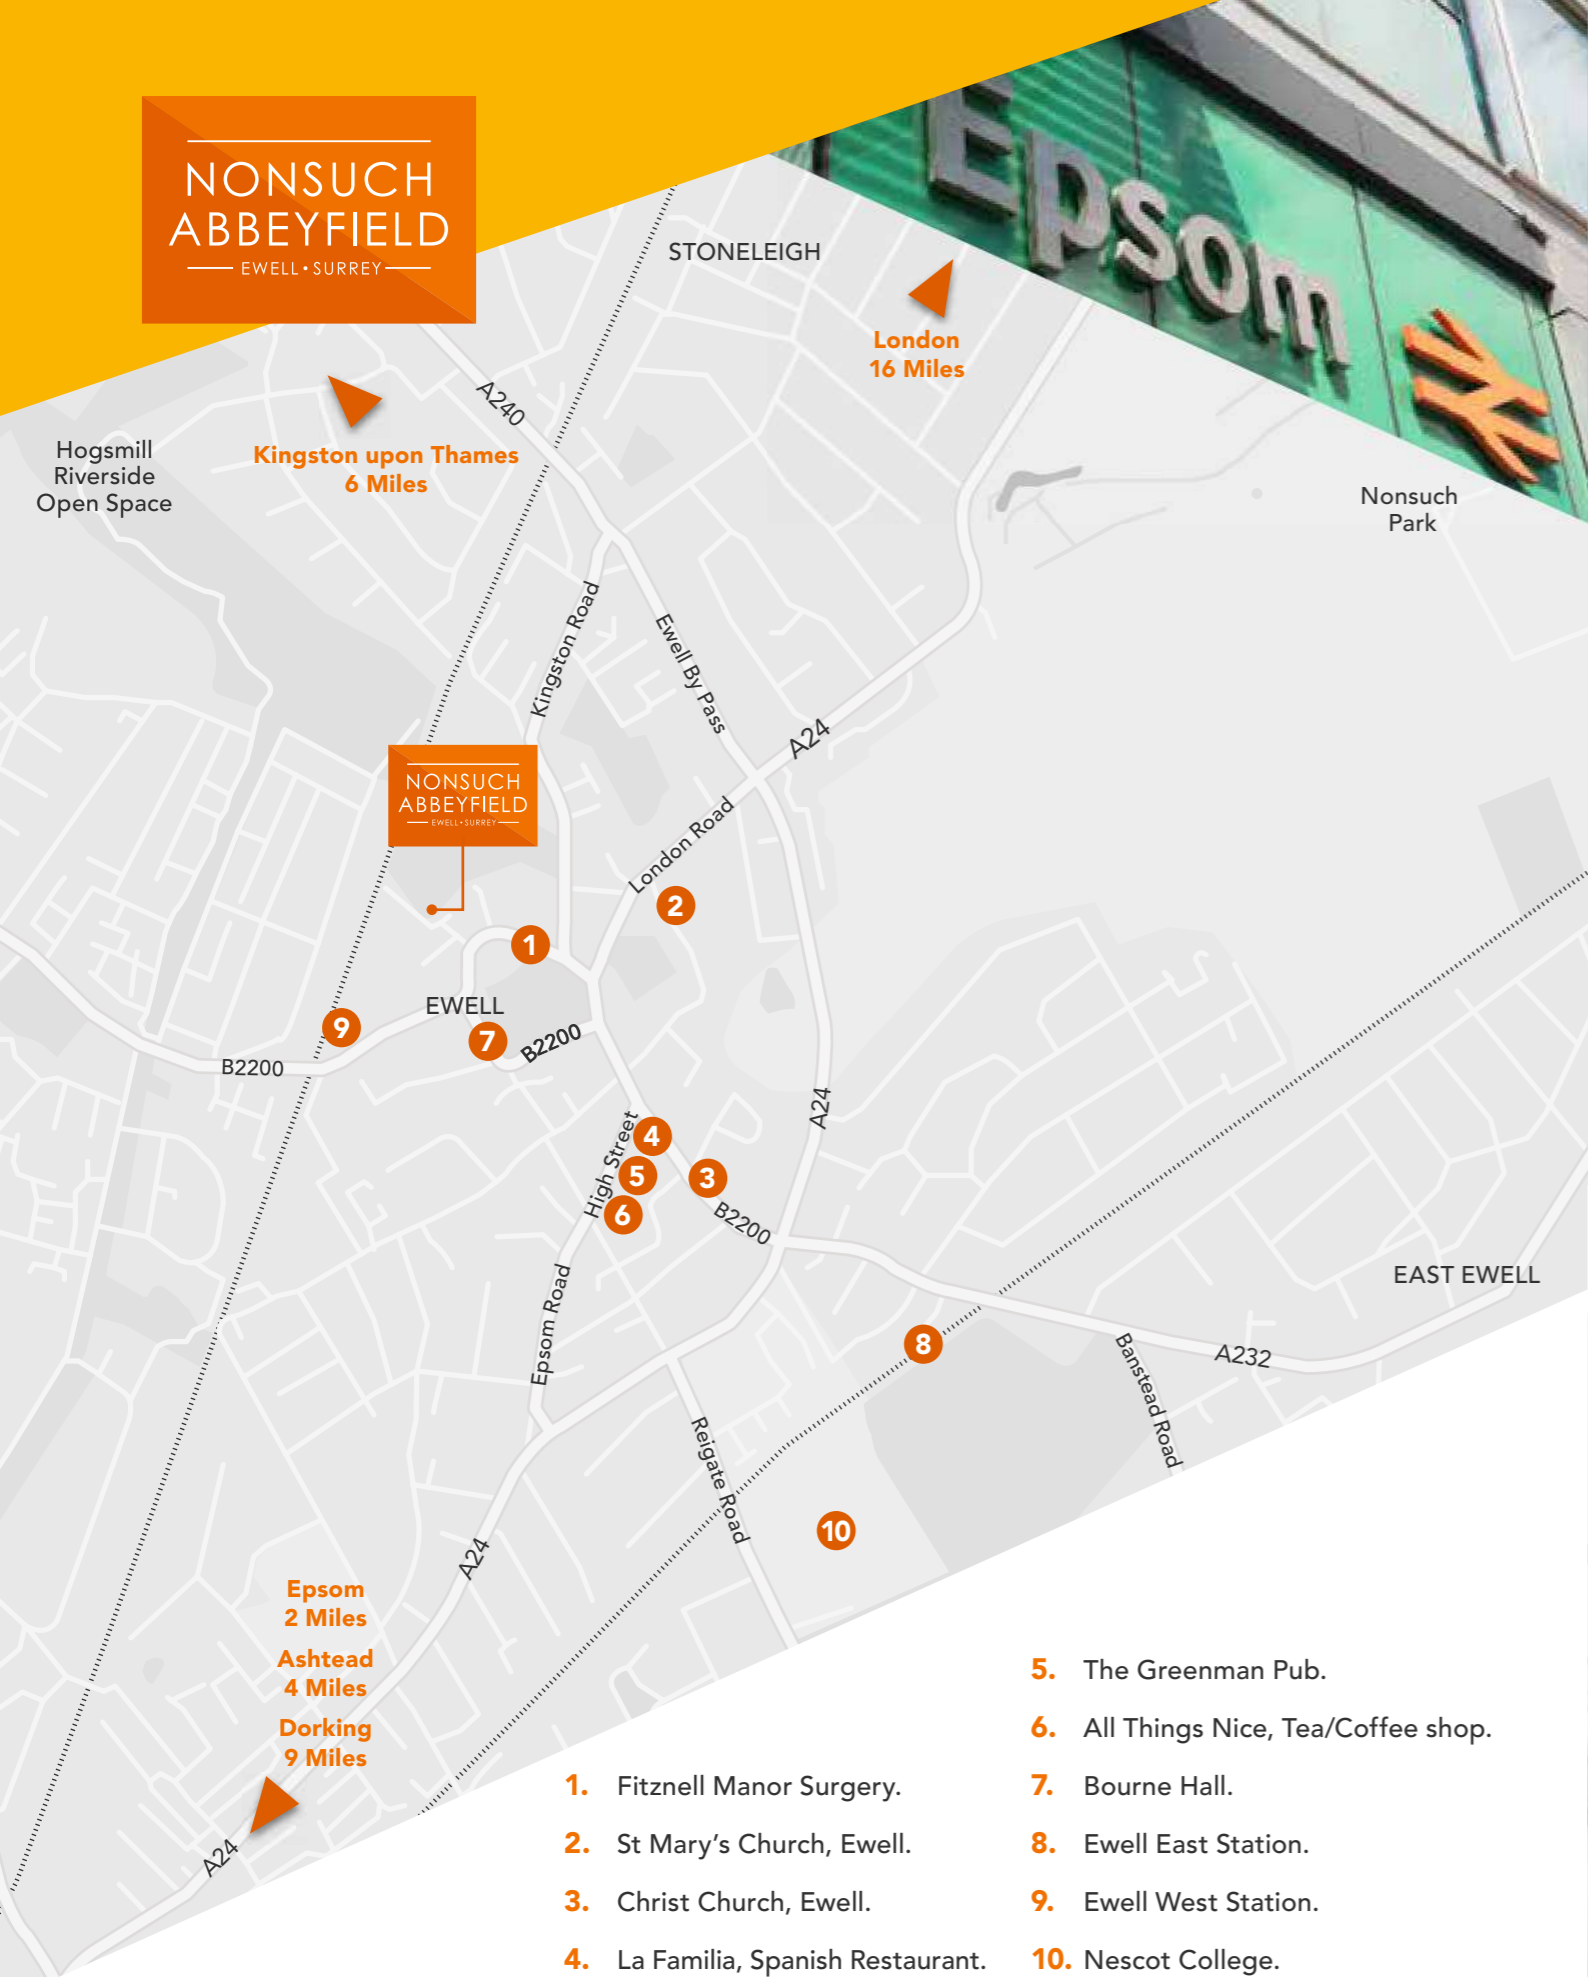 NONSUCH
ABBEYFIELD
EWELL • SURREY
Epsom
STONELEIGH
London
16 Miles
A240
Kingston upon Thames
6 Miles
Hogsmill
Riverside
Open Space
Nonsuch
Park
Kingston Road
Ewell By Pass
A24
NONSUCH
ABBEYFIELD
EWELL • SURREY
London Road
2
1
EWELL
9
7
B2200
B2200
A24
High Street
4
5
3
6
B2200
EAST EWELL
Epsom Road
8
Banstead Road
A232
Reigate Road
10
A24
Epsom
2 Miles
Ashtead
4 Miles
Dorking
9 Miles
A24
1. Fitznell Manor Surgery.
2. St Mary’s Church, Ewell.
3. Christ Church, Ewell.
4. La Familia, Spanish Restaurant.
5. The Greenman Pub.
6. All Things Nice, Tea/Coffee shop.
7. Bourne Hall.
8. Ewell East Station.
9. Ewell West Station.
10. Nescot College.